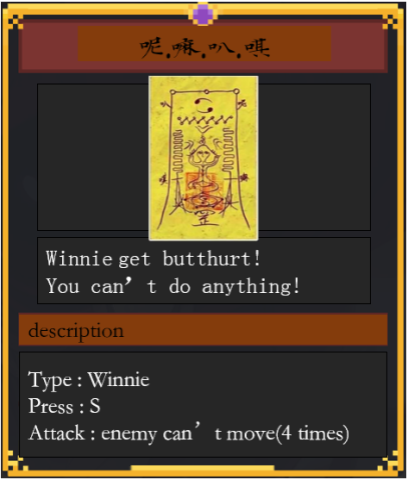 呢.嘛.叭.唭
Winnie get butthurt!
You can’t do anything!
description
Type : Winnie
Press : S
Attack : enemy can’t move(4 times)